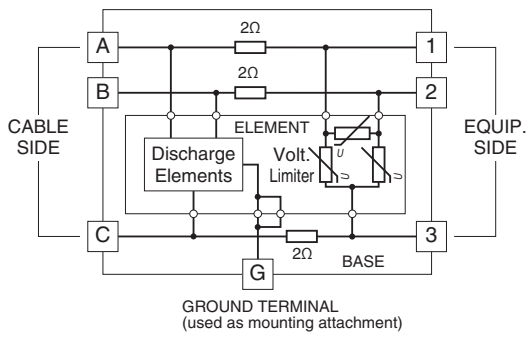 A
2Ω
1
B
2Ω
2
CABLE
SIDE
ELEMENT
EQUIP.
SIDE
Discharge
Elements
Volt.
Limiter
U
U
U
C
2Ω
3
G
BASE
GROUND TERMINAL
(used as mounting attachment)